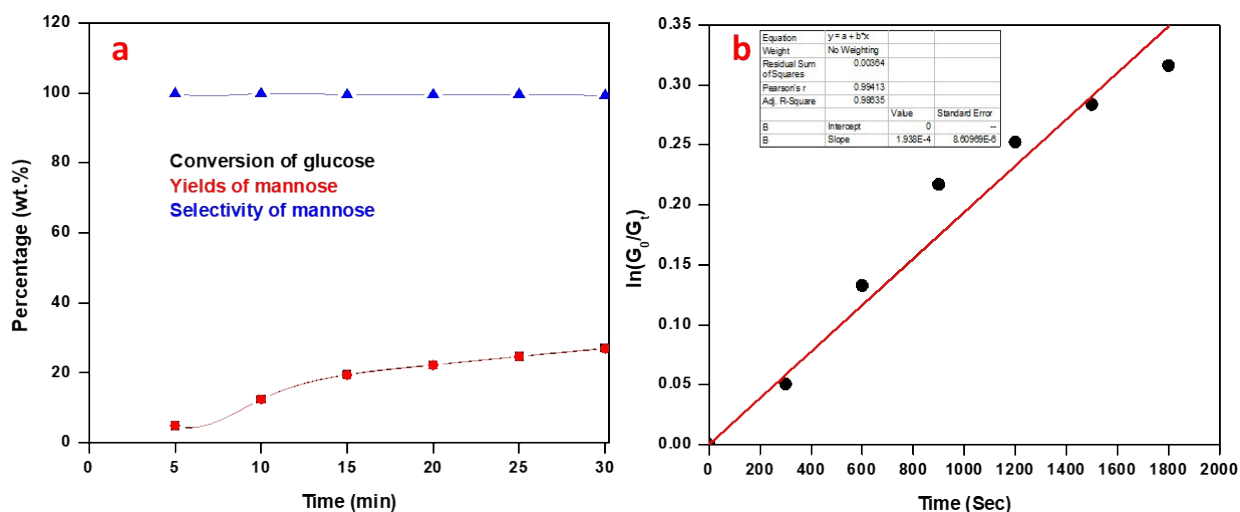 a
120
100
80
60
40
20
0
Percentage (wt.%)
Conversion of glucose
Yields of mannose
Selectivity of mannose
0 5 10 15 20 25 30
Time (min)
b
0.35
0.30
0.25
0.20
0.15
0.10
0.05
0.00
ln(G₀/Gₜ)
Equation y = a + b*x
Weight No Weighting
Residual Sum
of Squares 0.00364
Pearson's r 0.99413
Adj. R-Square 0.98635
Value Standard Error
B Intercept 0 --
B Slope 1.938E-4 8.60969E-6
0 200 400 600 800 1000 1200 1400 1600 1800 2000
Time (Sec)